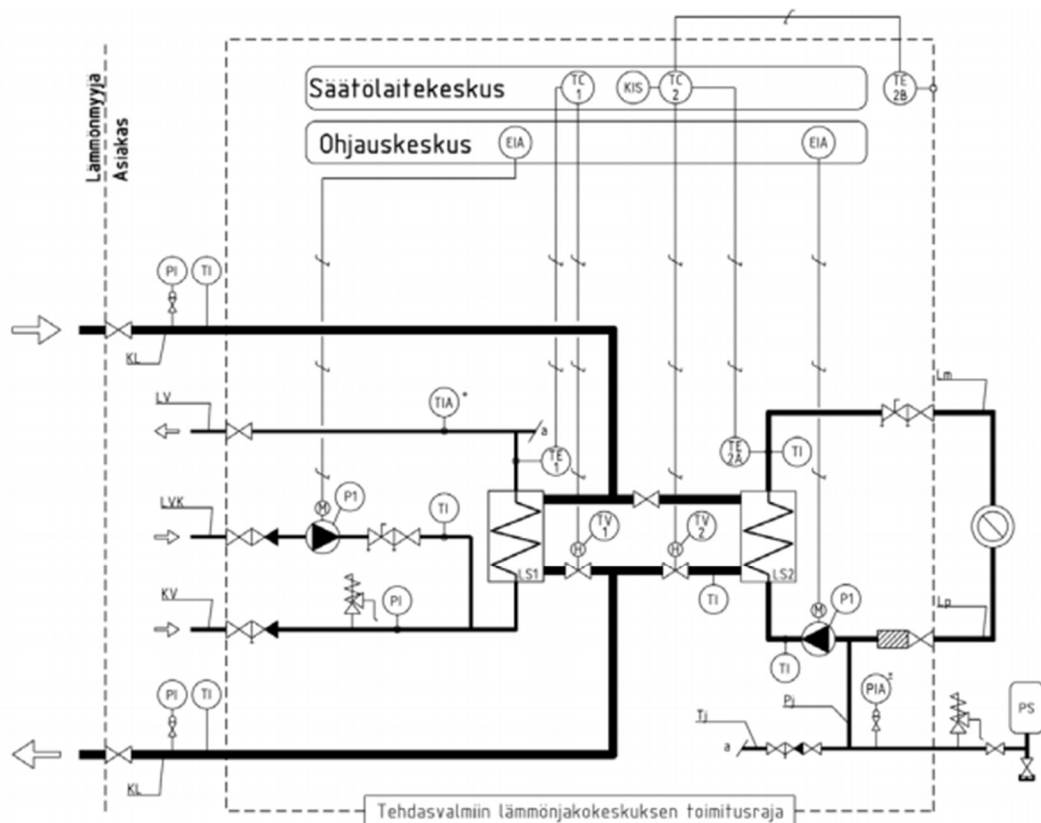 Lämmönmyyjä
Asiakas
Säätölaitekeskus
TC
1
KIS
TC
2
TE
2B
Ohjauskeskus
EIA
EIA
PI
TI
KL
LV
TIA*
a
TE
1
TE
2A
TI
Lm
LVK
M
P1
TI
TV
1
TV
2
M
M
LS1
LS2
TI
KV
PI
M
P1
Lp
TI
PI
TI
KL
Pj
PIA*
Tj
a
PS
Tehdasvalmiin lämmönjakokeskuksen toimitusraja